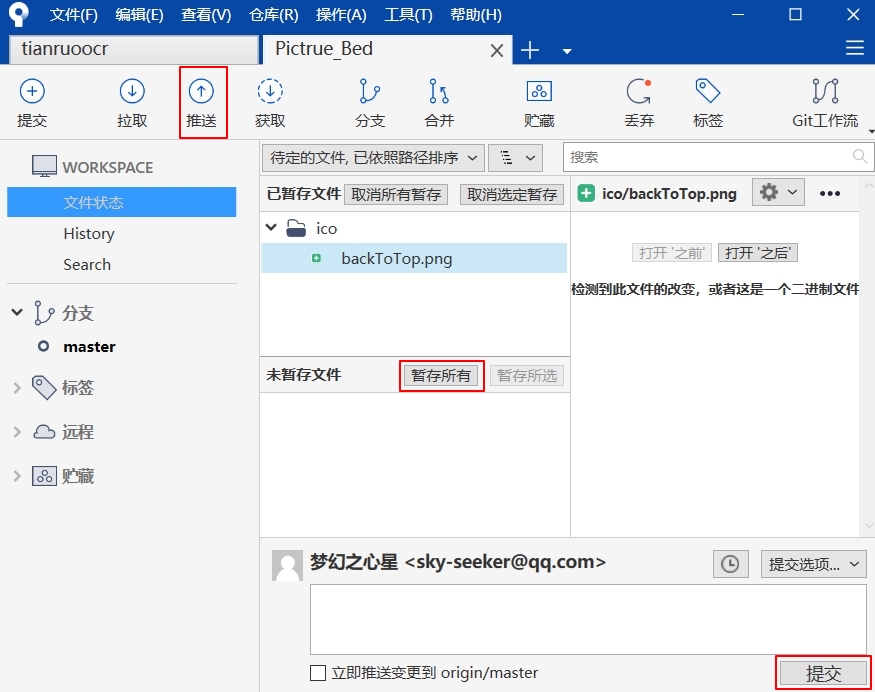 文件(F) 编辑(E) 查看(V) 仓库(R) 操作(A) 工具(T) 帮助(H)
tianruoocr Pictrue_Bed
提交 拉取 推送 获取 分支 合并 贮藏 丢弃 标签 Git工作流
WORKSPACE
文件状态
History
Search
分支
master
标签
远程
贮藏
待定的文件, 已依照路径排序
搜索
已暂存文件 取消所有暂存 取消选定暂存
ico
backToTop.png
未暂存文件 暂存所有 暂存所选
ico/backToTop.png
打开 '之前' 打开 '之后'
检测到此文件的改变，或者这是一个二进制文件
梦幻之心星 <sky-seeker@qq.com>
提交选项...
立即推送变更到 origin/master
提交